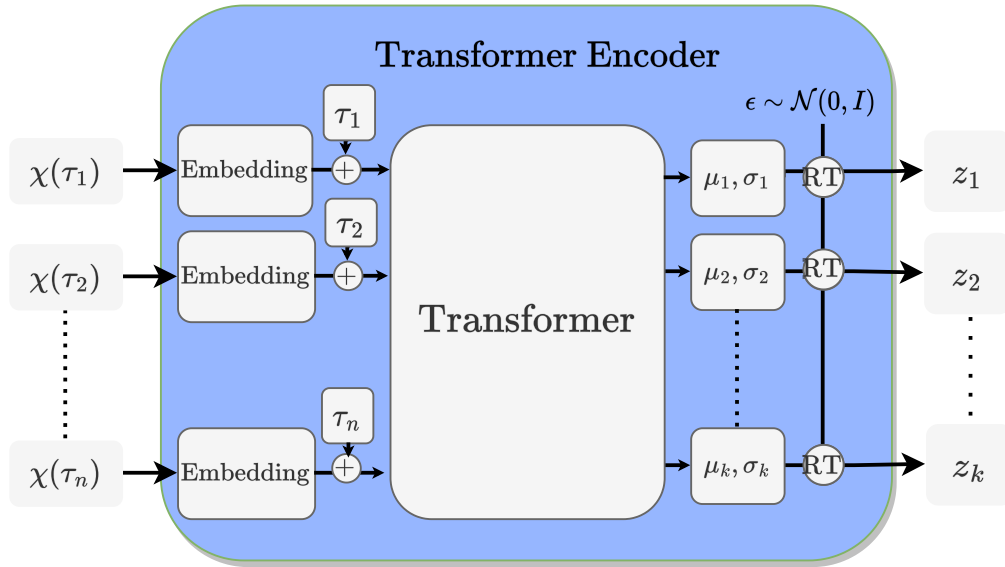 Transformer Encoder
ϵ ∼ 𝒩(0, I)
τ₁
χ(τ₁) Embedding + μ₁, σ₁ RT z₁
τ₂
χ(τ₂) Embedding + μ₂, σ₂ RT z₂
Transformer
τₙ
χ(τₙ) Embedding + μₖ, σₖ RT zₖ